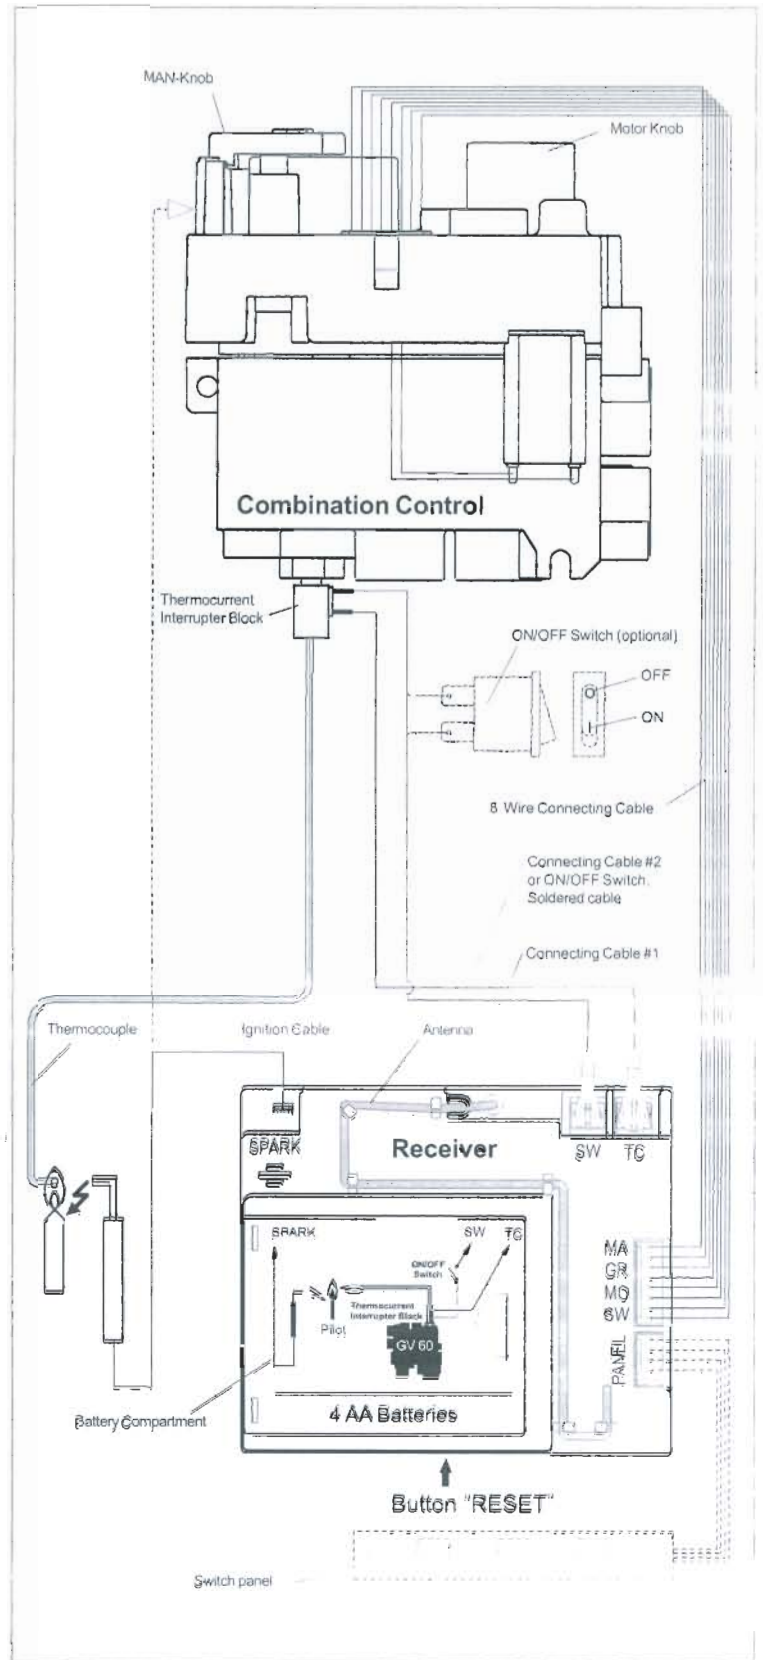 MAN-Knob
Motor Knob
Combination Control
Thermocurrent
Interrupter Block
ON/OFF Switch (optional)
OFF
ON
8 Wire Connecting Cable
Connecting Cable #2
or ON/OFF Switch.
Soldered cable
Connecting Cable #1
Thermocouple
Ignition Cable
Antenna
SPARK
Receiver
SW
TC
SPARK
SW
TC
ON/OFF
Switch
Thermocurrent
Interrupter Block
Pilot
GV 60
MA
GR
MO
SW
PANEL
4 AA Batteries
Battery Compartment
Button "RESET"
Switch panel